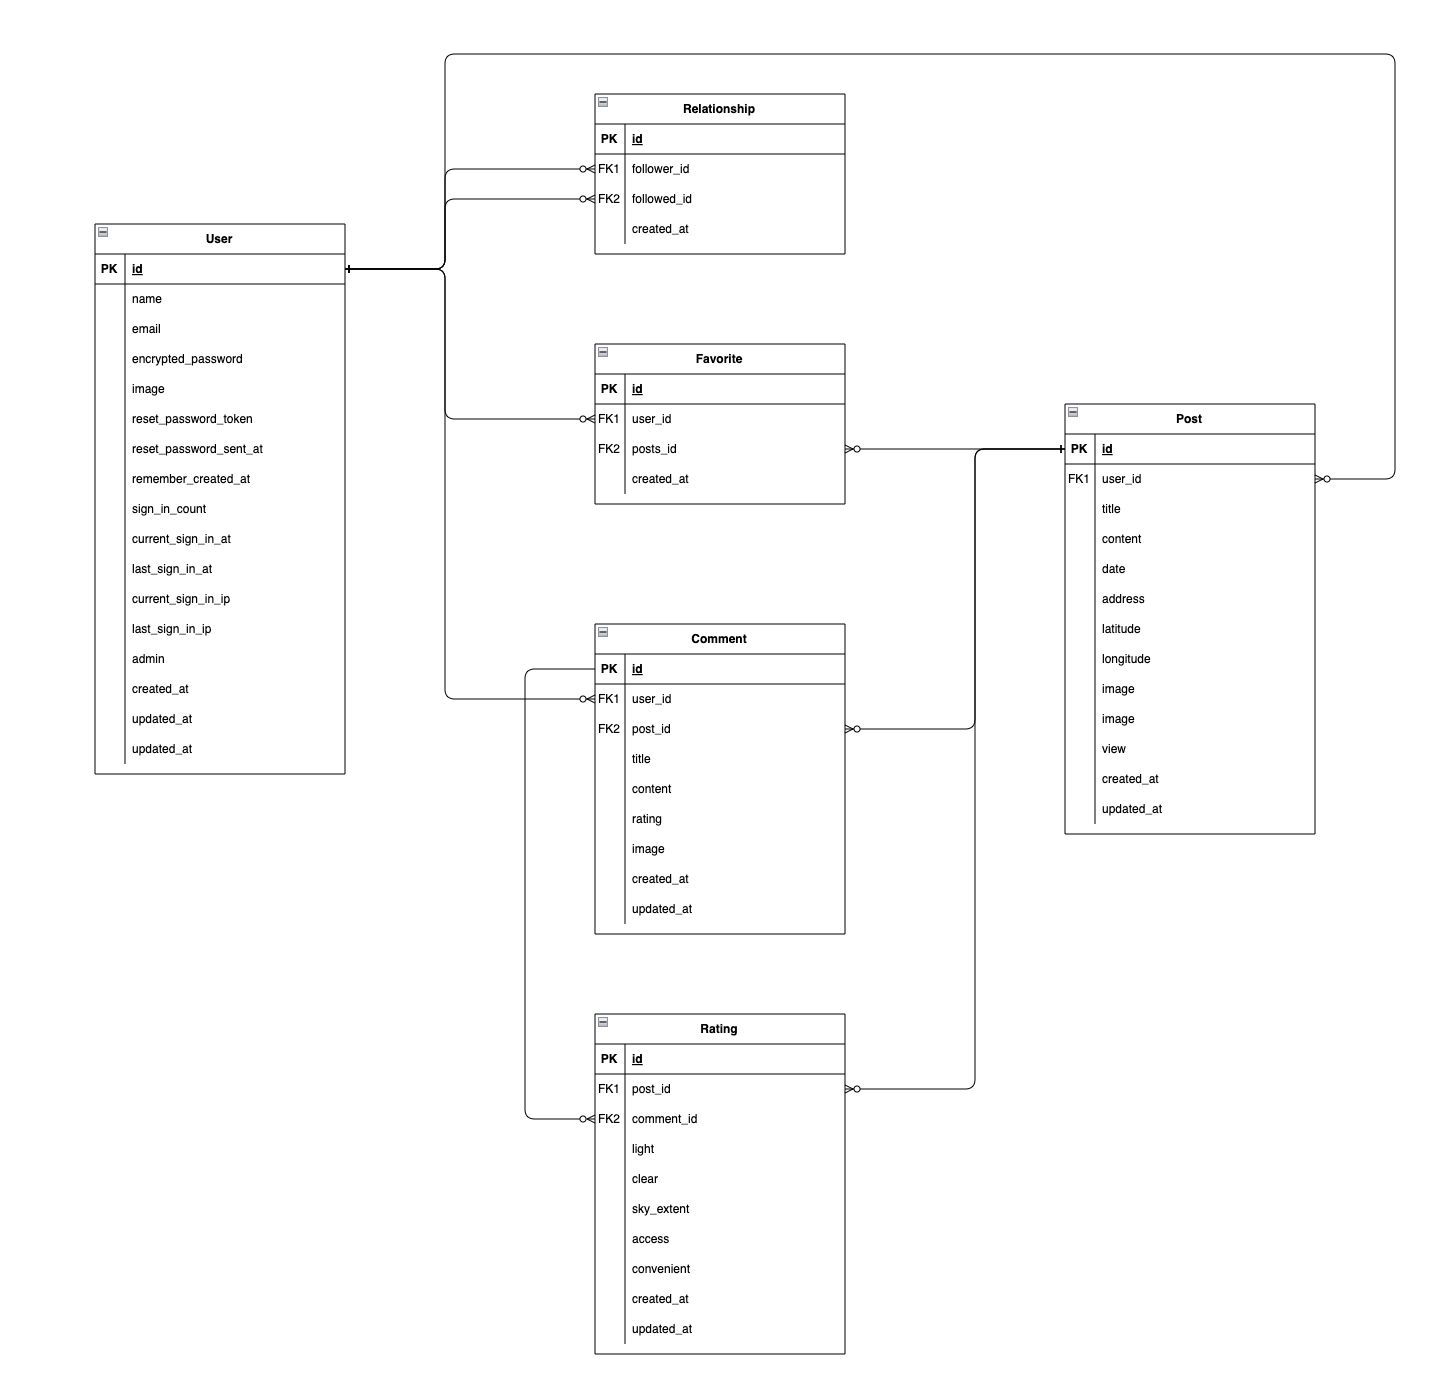 Relationship
PK id
FK1 follower_id
FK2 followed_id
created_at
User
PK id
name
email
encrypted_password
image
reset_password_token
reset_password_sent_at
remember_created_at
sign_in_count
current_sign_in_at
last_sign_in_at
current_sign_in_ip
last_sign_in_ip
admin
created_at
updated_at
updated_at
Favorite
PK id
FK1 user_id
FK2 posts_id
created_at
Post
PK id
FK1 user_id
title
content
date
address
latitude
longitude
image
image
view
created_at
updated_at
Comment
PK id
FK1 user_id
FK2 post_id
title
content
rating
image
created_at
updated_at
Rating
PK id
FK1 post_id
FK2 comment_id
light
clear
sky_extent
access
convenient
created_at
updated_at